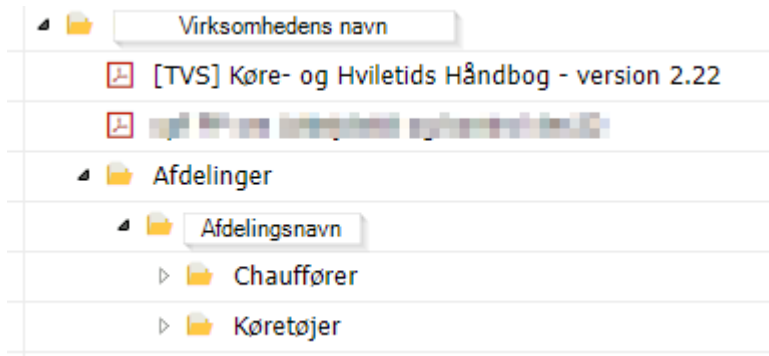 Virksomhedens navn
[TVS] Køre- og Hviletids Håndbog - version 2.22
Afdelinger
Afdelingsnavn
Chauffører
Køretøjer